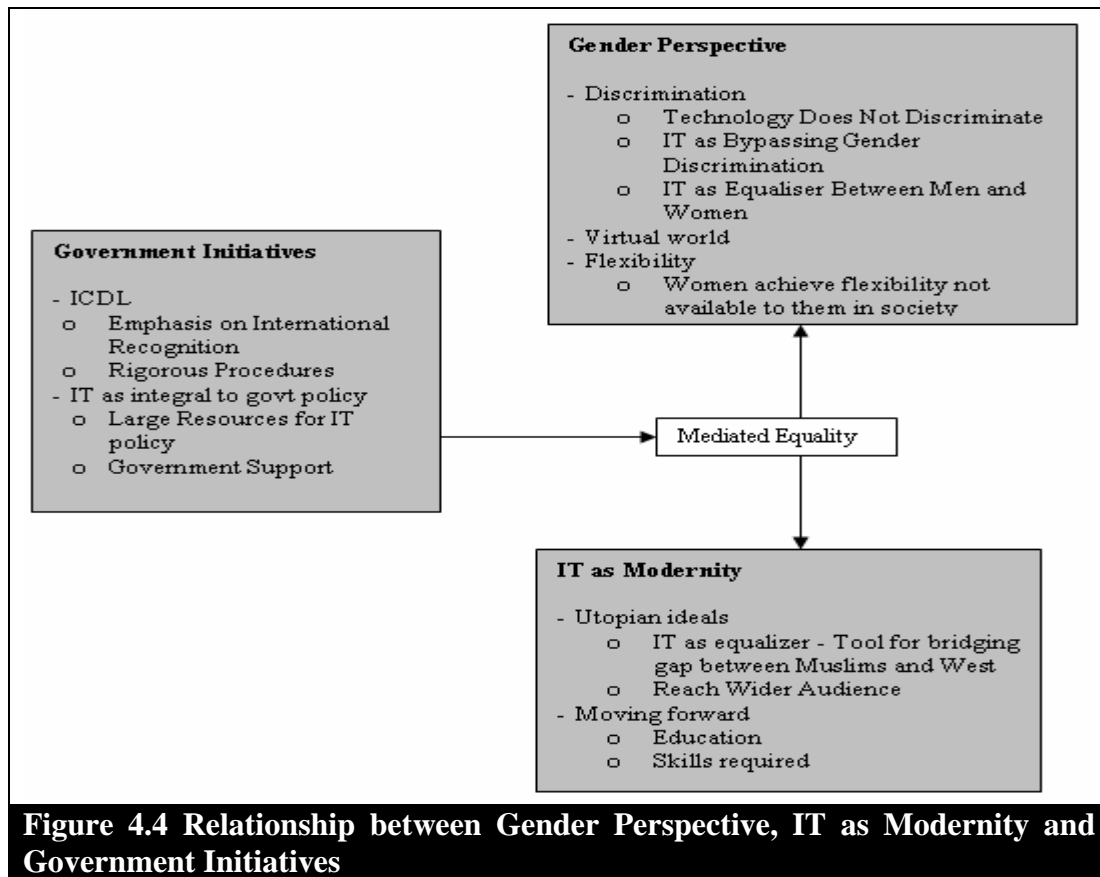 Gender Perspective
- Discrimination
o Technology Does Not Discriminate
o IT as Bypassing Gender
Discrimination
o IT as Equaliser Between Men and
Women
- Virtual world
- Flexibility
o Women achieve flexibility not
available to them in society
Government Initiatives
- ICDL
o Emphasis on International
Recognition
o Rigorous Procedures
- IT as integral to govt policy
o Large Resources for IT
policy
o Government Support
Mediated Equality
IT as Modernity
- Utopian ideals
o IT as equalizer - Tool for bridging
gap between Muslims and West
o Reach Wider Audience
- Moving forward
o Education
o Skills required
Figure 4.4 Relationship between Gender Perspective, IT as Modernity and
Government Initiatives